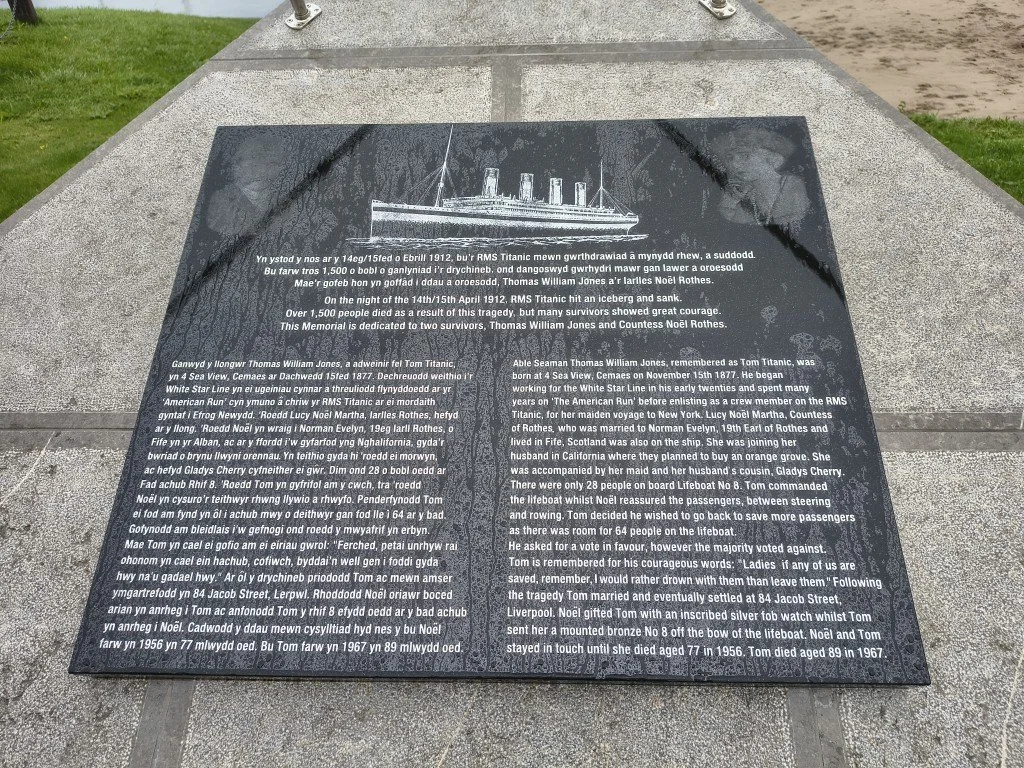 Yn ystod y nos ar y 14eg/15fed o Ebrill 1912, bu'r RMS Titanic mewn gwrthdrawiad â mynydd rhew, a suddodd.
Bu farw tros 1,500 o bobl o ganlyniad i'r drychineb, ond dangoswyd gwrhydri mawr gan lawer a oroesodd
Mae'r gofeb hon yn goffád i ddau a oroesodd, Thomas William Jones a'r Iarlles Noël Rothes.
On the night of the 14th/15th April 1912, RMS Titanic hit an iceberg and sank.
Over 1,500 people died as a result of this tragedy, but many survivors showed great courage.
This Memorial is dedicated to two survivors, Thomas William Jones and Countess Noël Rothes.
Ganwyd y llongwr Thomas William Jones, a adweinir fel Tom Titanic,
yn 4 Sea View, Cemaes ar Dachwedd 15fed 1877. Dechreuodd weithio i'r
White Star Line yn ei ugeiniau cynnar a threuliodd flynyddoedd ar yr
'American Run' cyn ymuno â chriw yr RMS Titanic ar ei mordaith
gyntaf i Efrog Newydd. 'Roedd Lucy Noël Martha, Iarlles Rothes, hefyd
ar y llong. 'Roedd Noël yn wraig i Norman Evelyn, 19eg Iarll Rothes, o
Fife yn yr Alban, ac ar y ffordd i'w gyfarfod yng Nghalifornia, gyda'r
bwriad o brynu llwyni orennau. Yn teithio gyda hi 'roedd ei morwyn,
ac hefyd Gladys Cherry cyfneither ei gwr. Dim ond 28 o bobl oedd ar
Fad achub Rhif 8. 'Roedd Tom yn gyfrifol am y cwch, tra 'roedd
Noël yn cysuro'r teithwyr rhwng llywio a rhwyfo. Penderfynodd Tom
ei fod am fynd yn ôl i achub mwy o deithwyr gan fod lle i 64 ar y bad.
Gofynodd am bleidlais i'w gefnogi ond roedd y mwyafrif yn erbyn.
Mae Tom yn cael ei gofio am ei eiriau gwrol: "Ferched, petai unrhyw rai
ohonom yn cael ein hachub, cofiwch, byddai'n well gen i foddi gyda
hwy na'u gadael hwy." Ar ôl y drychineb priododd Tom ac mewn amser
ymgartrefodd yn 84 Jacob Street, Lerpwl. Rhoddodd Noël oriawr boced
arian yn anrheg i Tom ac anfonodd Tom y rhif 8 efydd oedd ar y bad achub
yn anrheg i Noël. Cadwodd y ddau mewn cysylltiad hyd nes y bu Noël
farw yn 1956 yn 77 mlwydd oed. Bu Tom farw yn 1967 yn 89 mlwydd oed.
Able Seaman Thomas William Jones, remembered as Tom Titanic, was
born at 4 Sea View, Cemaes on November 15th 1877. He began
working for the White Star Line in his early twenties and spent many
years on 'The American Run' before enlisting as a crew member on the RMS
Titanic, for her maiden voyage to New York. Lucy Noël Martha, Countess
of Rothes, who was married to Norman Evelyn, 19th Earl of Rothes and
lived in Fife, Scotland was also on the ship. She was joining her
husband in California where they planned to buy an orange grove. She
was accompanied by her maid and her husband's cousin, Gladys Cherry.
There were only 28 people on board Lifeboat No 8. Tom commanded
the lifeboat whilst Noël reassured the passengers, between steering
and rowing. Tom decided he wished to go back to save more passengers
as there was room for 64 people on the lifeboat.
He asked for a vote in favour, however the majority voted against.
Tom is remembered for his courageous words: "Ladies if any of us are
saved, remember, I would rather drown with them than leave them." Following
the tragedy Tom married and eventually settled at 84 Jacob Street,
Liverpool. Noël gifted Tom with an inscribed silver fob watch whilst Tom
sent her a mounted bronze No 8 off the bow of the lifeboat. Noël and Tom
stayed in touch until she died aged 77 in 1956. Tom died aged 89 in 1967.